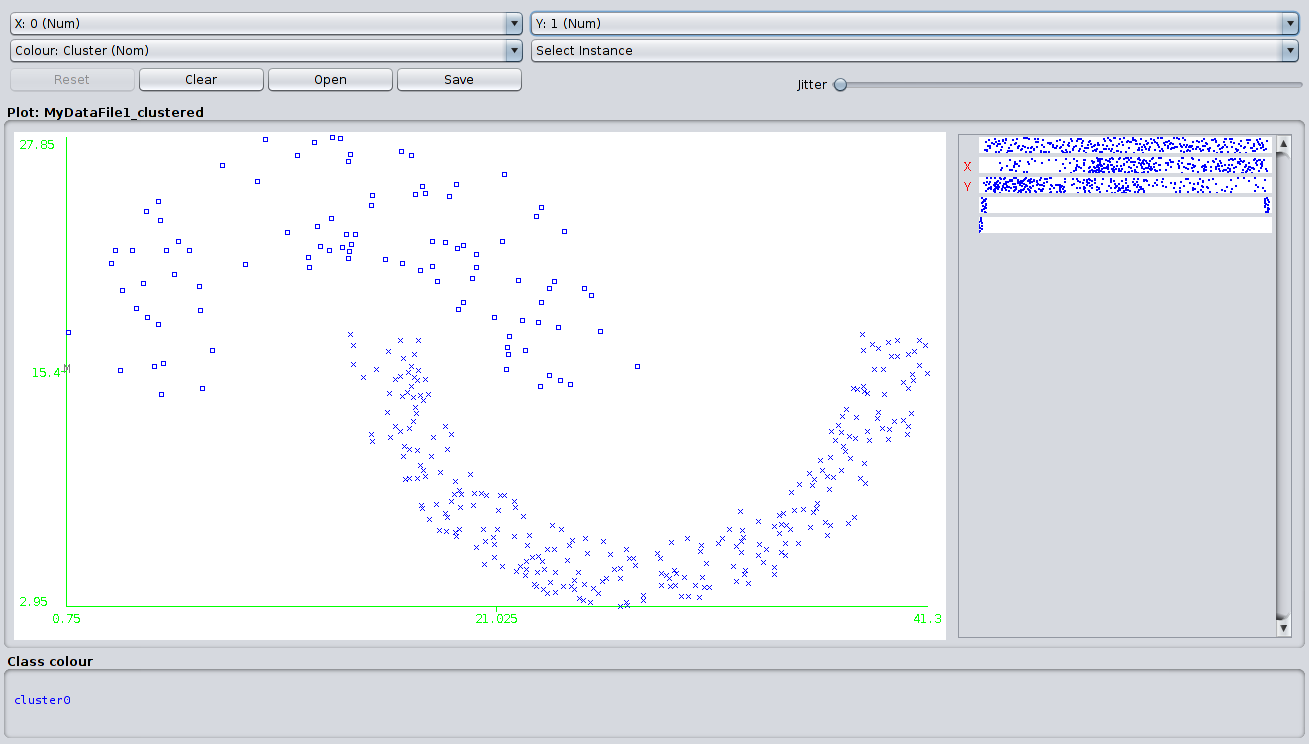 X: 0 (Num) Y: 1 (Num)
Colour: Cluster (Nom) Select Instance
Reset Clear Open Save Jitter
Plot: MyDataFile1_clustered
27.85
X
Y
15.4
M
2.95
0.75 21.025 41.3
Class colour
cluster0